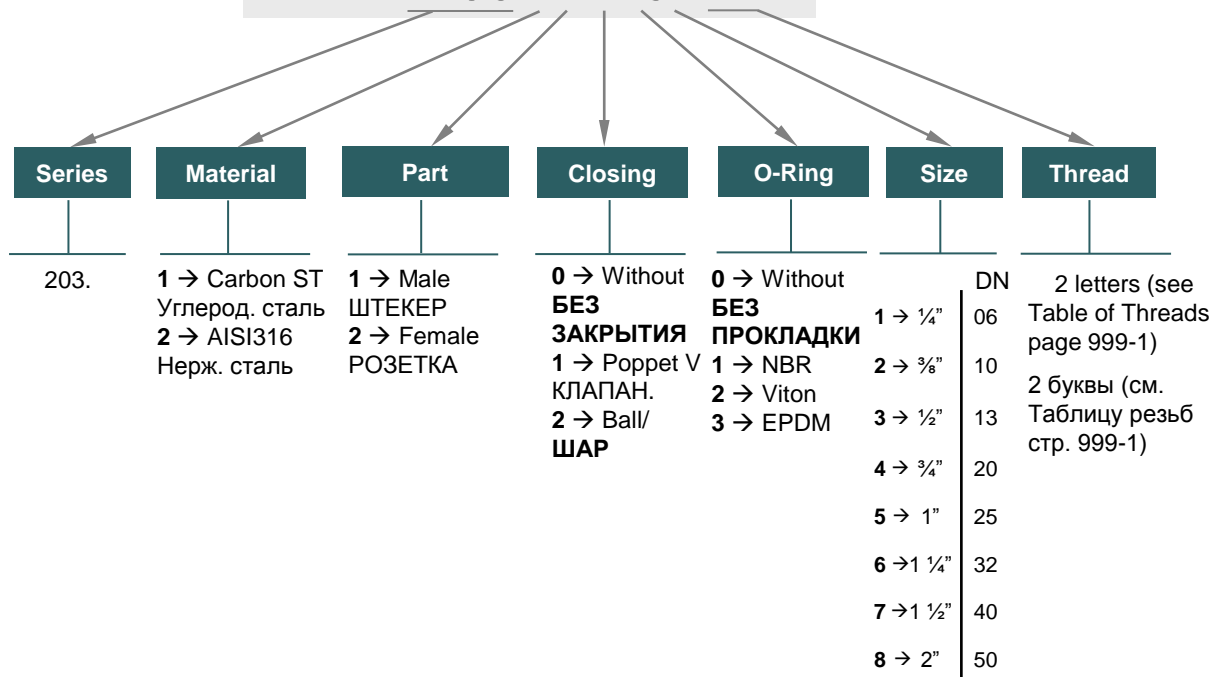 Series
Material
Part
Closing
O-Ring
Size
Thread
203.
1 → Carbon ST
Углерод. сталь
2 → AISI316
Нерж. сталь
1 → Male
ШТЕКЕР
2 → Female
РОЗЕТКА
0 → Without
БЕЗ
ЗАКРЫТИЯ
1 → Poppet V
КЛАПАН.
2 → Ball/
ШАР
0 → Without
БЕЗ
ПРОКЛАДКИ
1 → NBR
2 → Viton
3 → EPDM
DN
1 → ¼” 06
2 → ⅜” 10
3 → ½” 13
4 → ¾” 20
5 → 1” 25
6 →1 ¼” 32
7 →1 ½” 40
8 → 2” 50
2 letters (see
Table of Threads
page 999-1)
2 буквы (см.
Таблицу резьб
стр. 999-1)